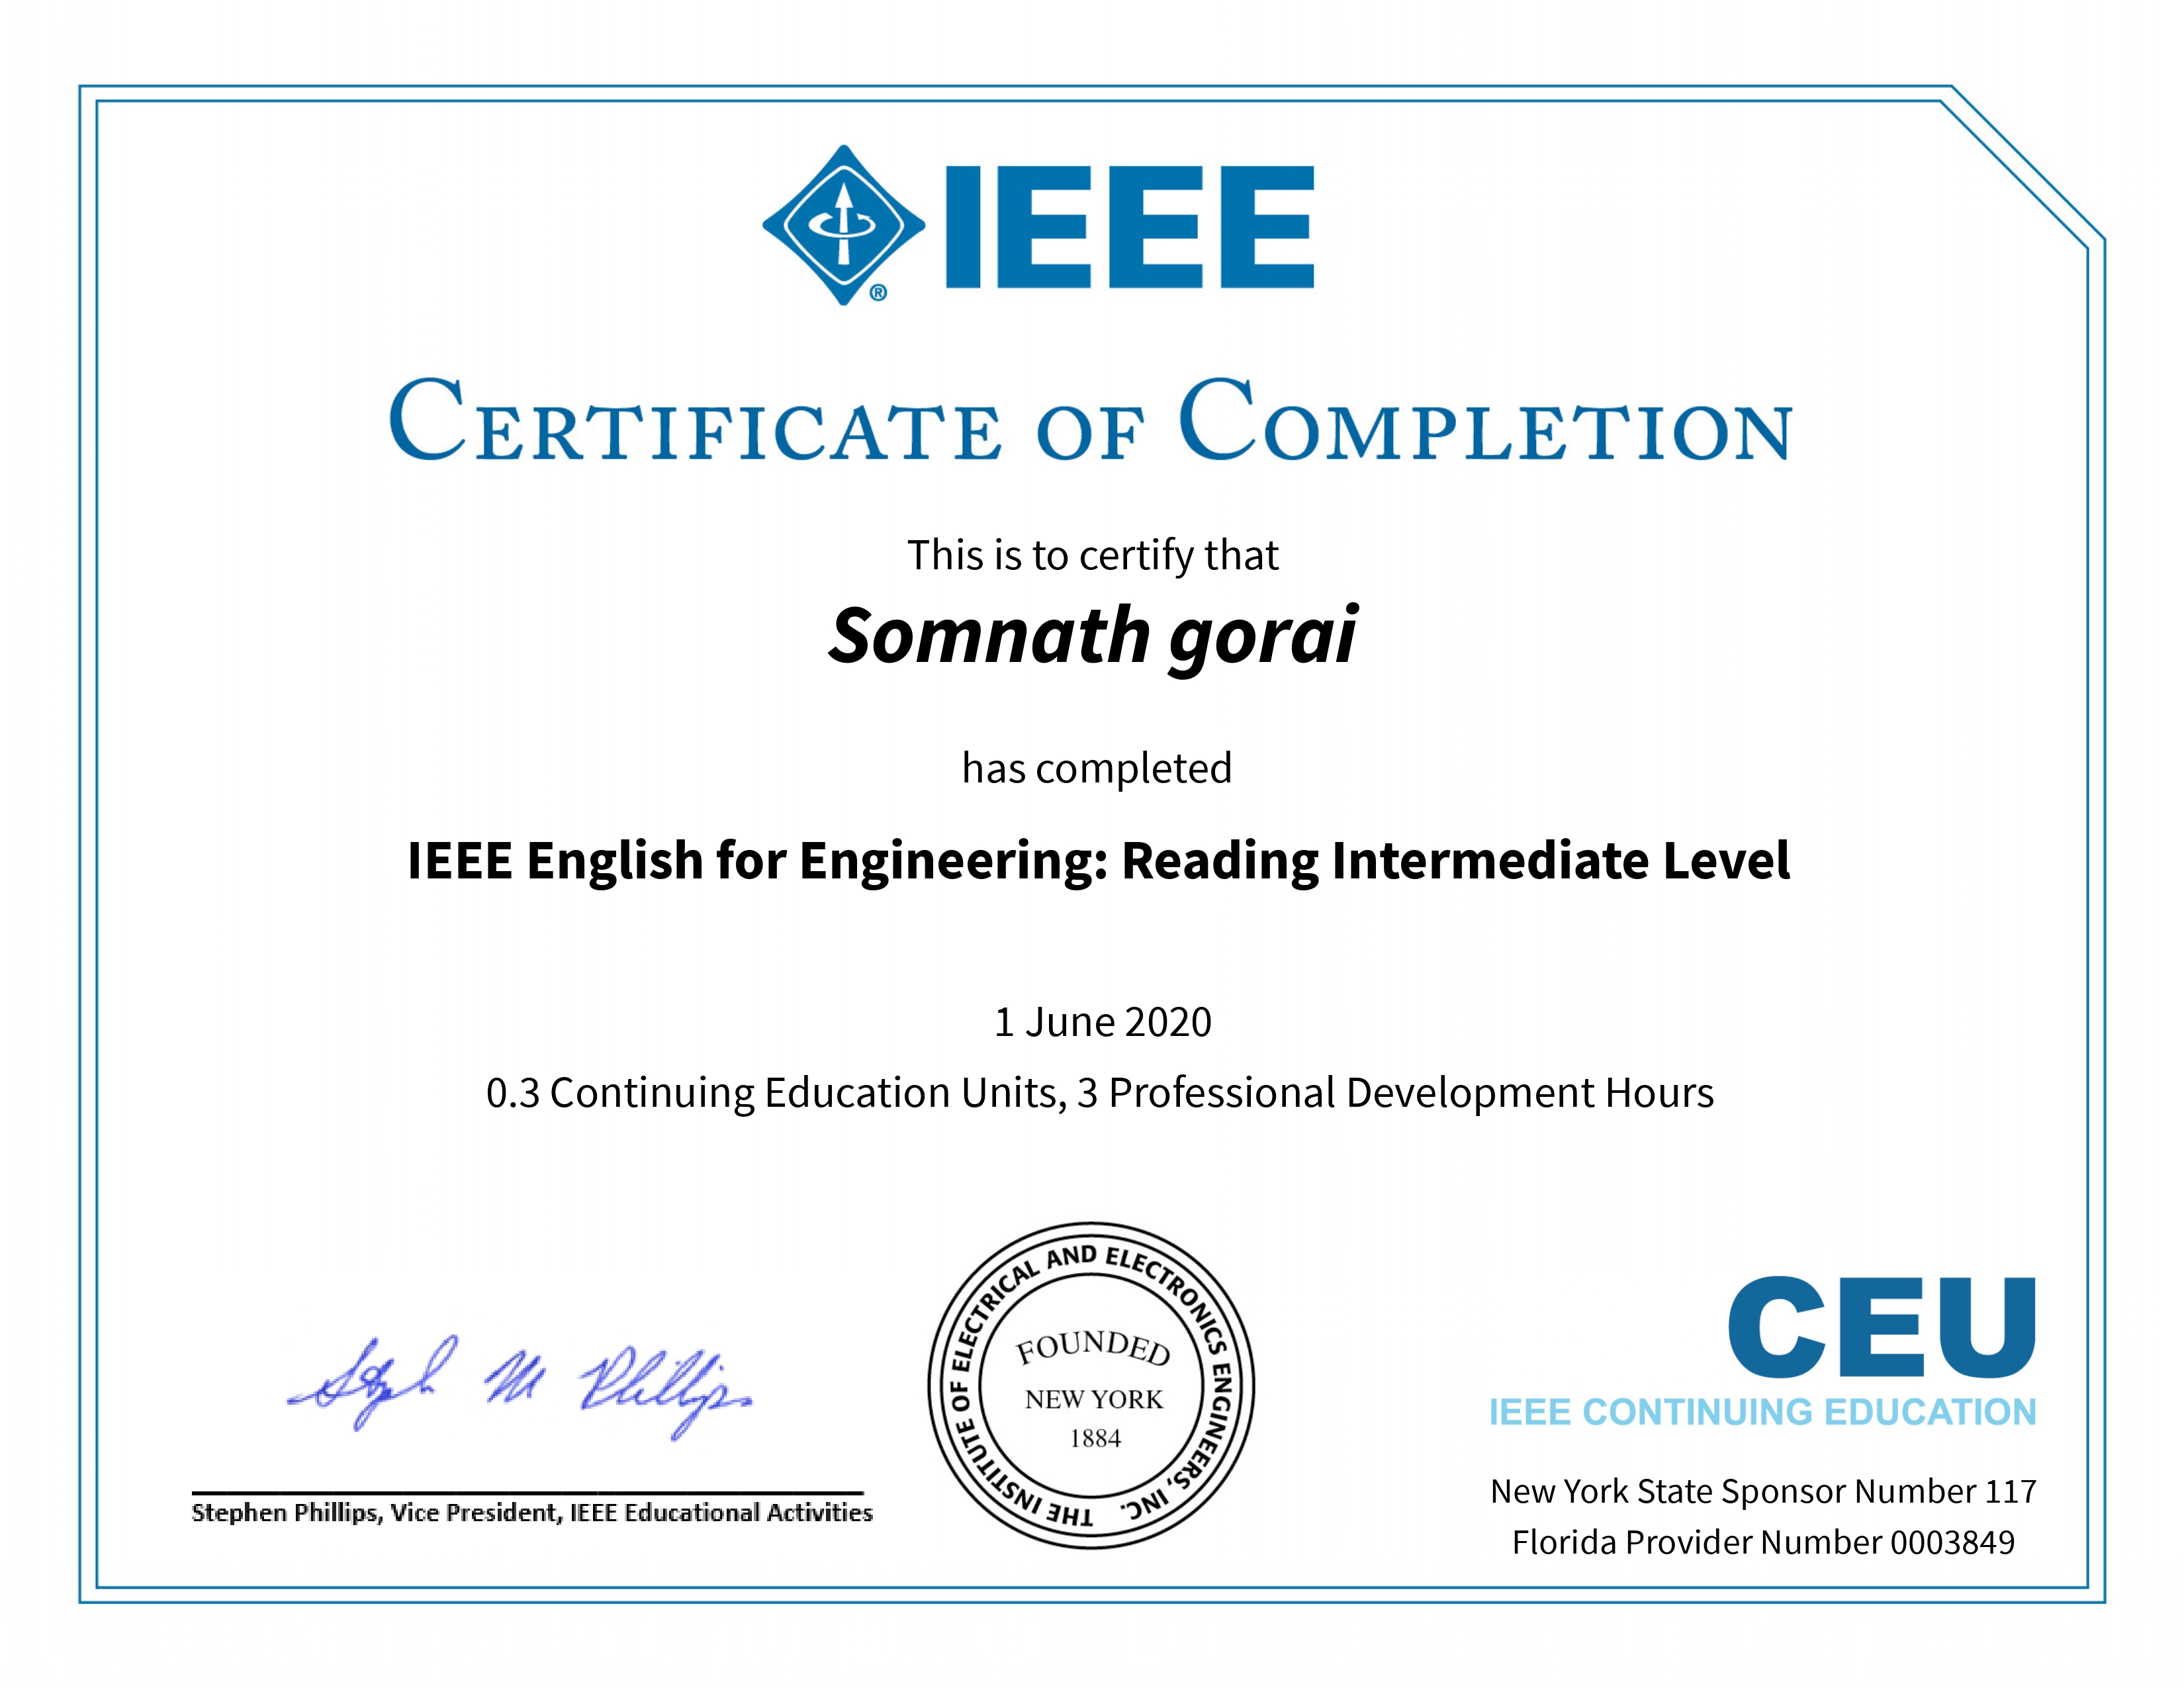 IEEE
®
CERTIFICATE OF COMPLETION
This is to certify that
Somnath gorai
has completed
IEEE English for Engineering: Reading Intermediate Level
1 June 2020
0.3 Continuing Education Units, 3 Professional Development Hours
Stephen M Phillips
Stephen Phillips, Vice President, IEEE Educational Activities
THE INSTITUTE OF ELECTRICAL AND ELECTRONICS ENGINEERS, INC.
FOUNDED
NEW YORK
1884
CEU
IEEE CONTINUING EDUCATION
New York State Sponsor Number 117
Florida Provider Number 0003849